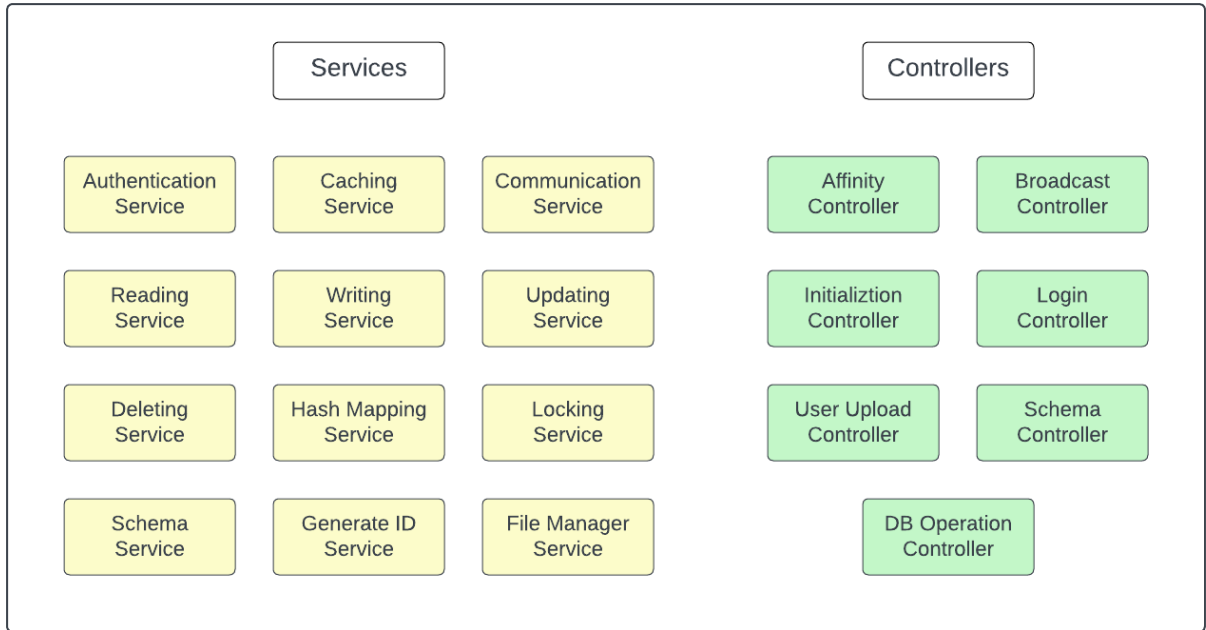 Services
Authentication
Service
Caching
Service
Communication
Service
Reading
Service
Writing
Service
Updating
Service
Deleting
Service
Hash Mapping
Service
Locking
Service
Schema
Service
Generate ID
Service
File Manager
Service
Controllers
Affinity
Controller
Broadcast
Controller
Initializtion
Controller
Login
Controller
User Upload
Controller
Schema
Controller
DB Operation
Controller